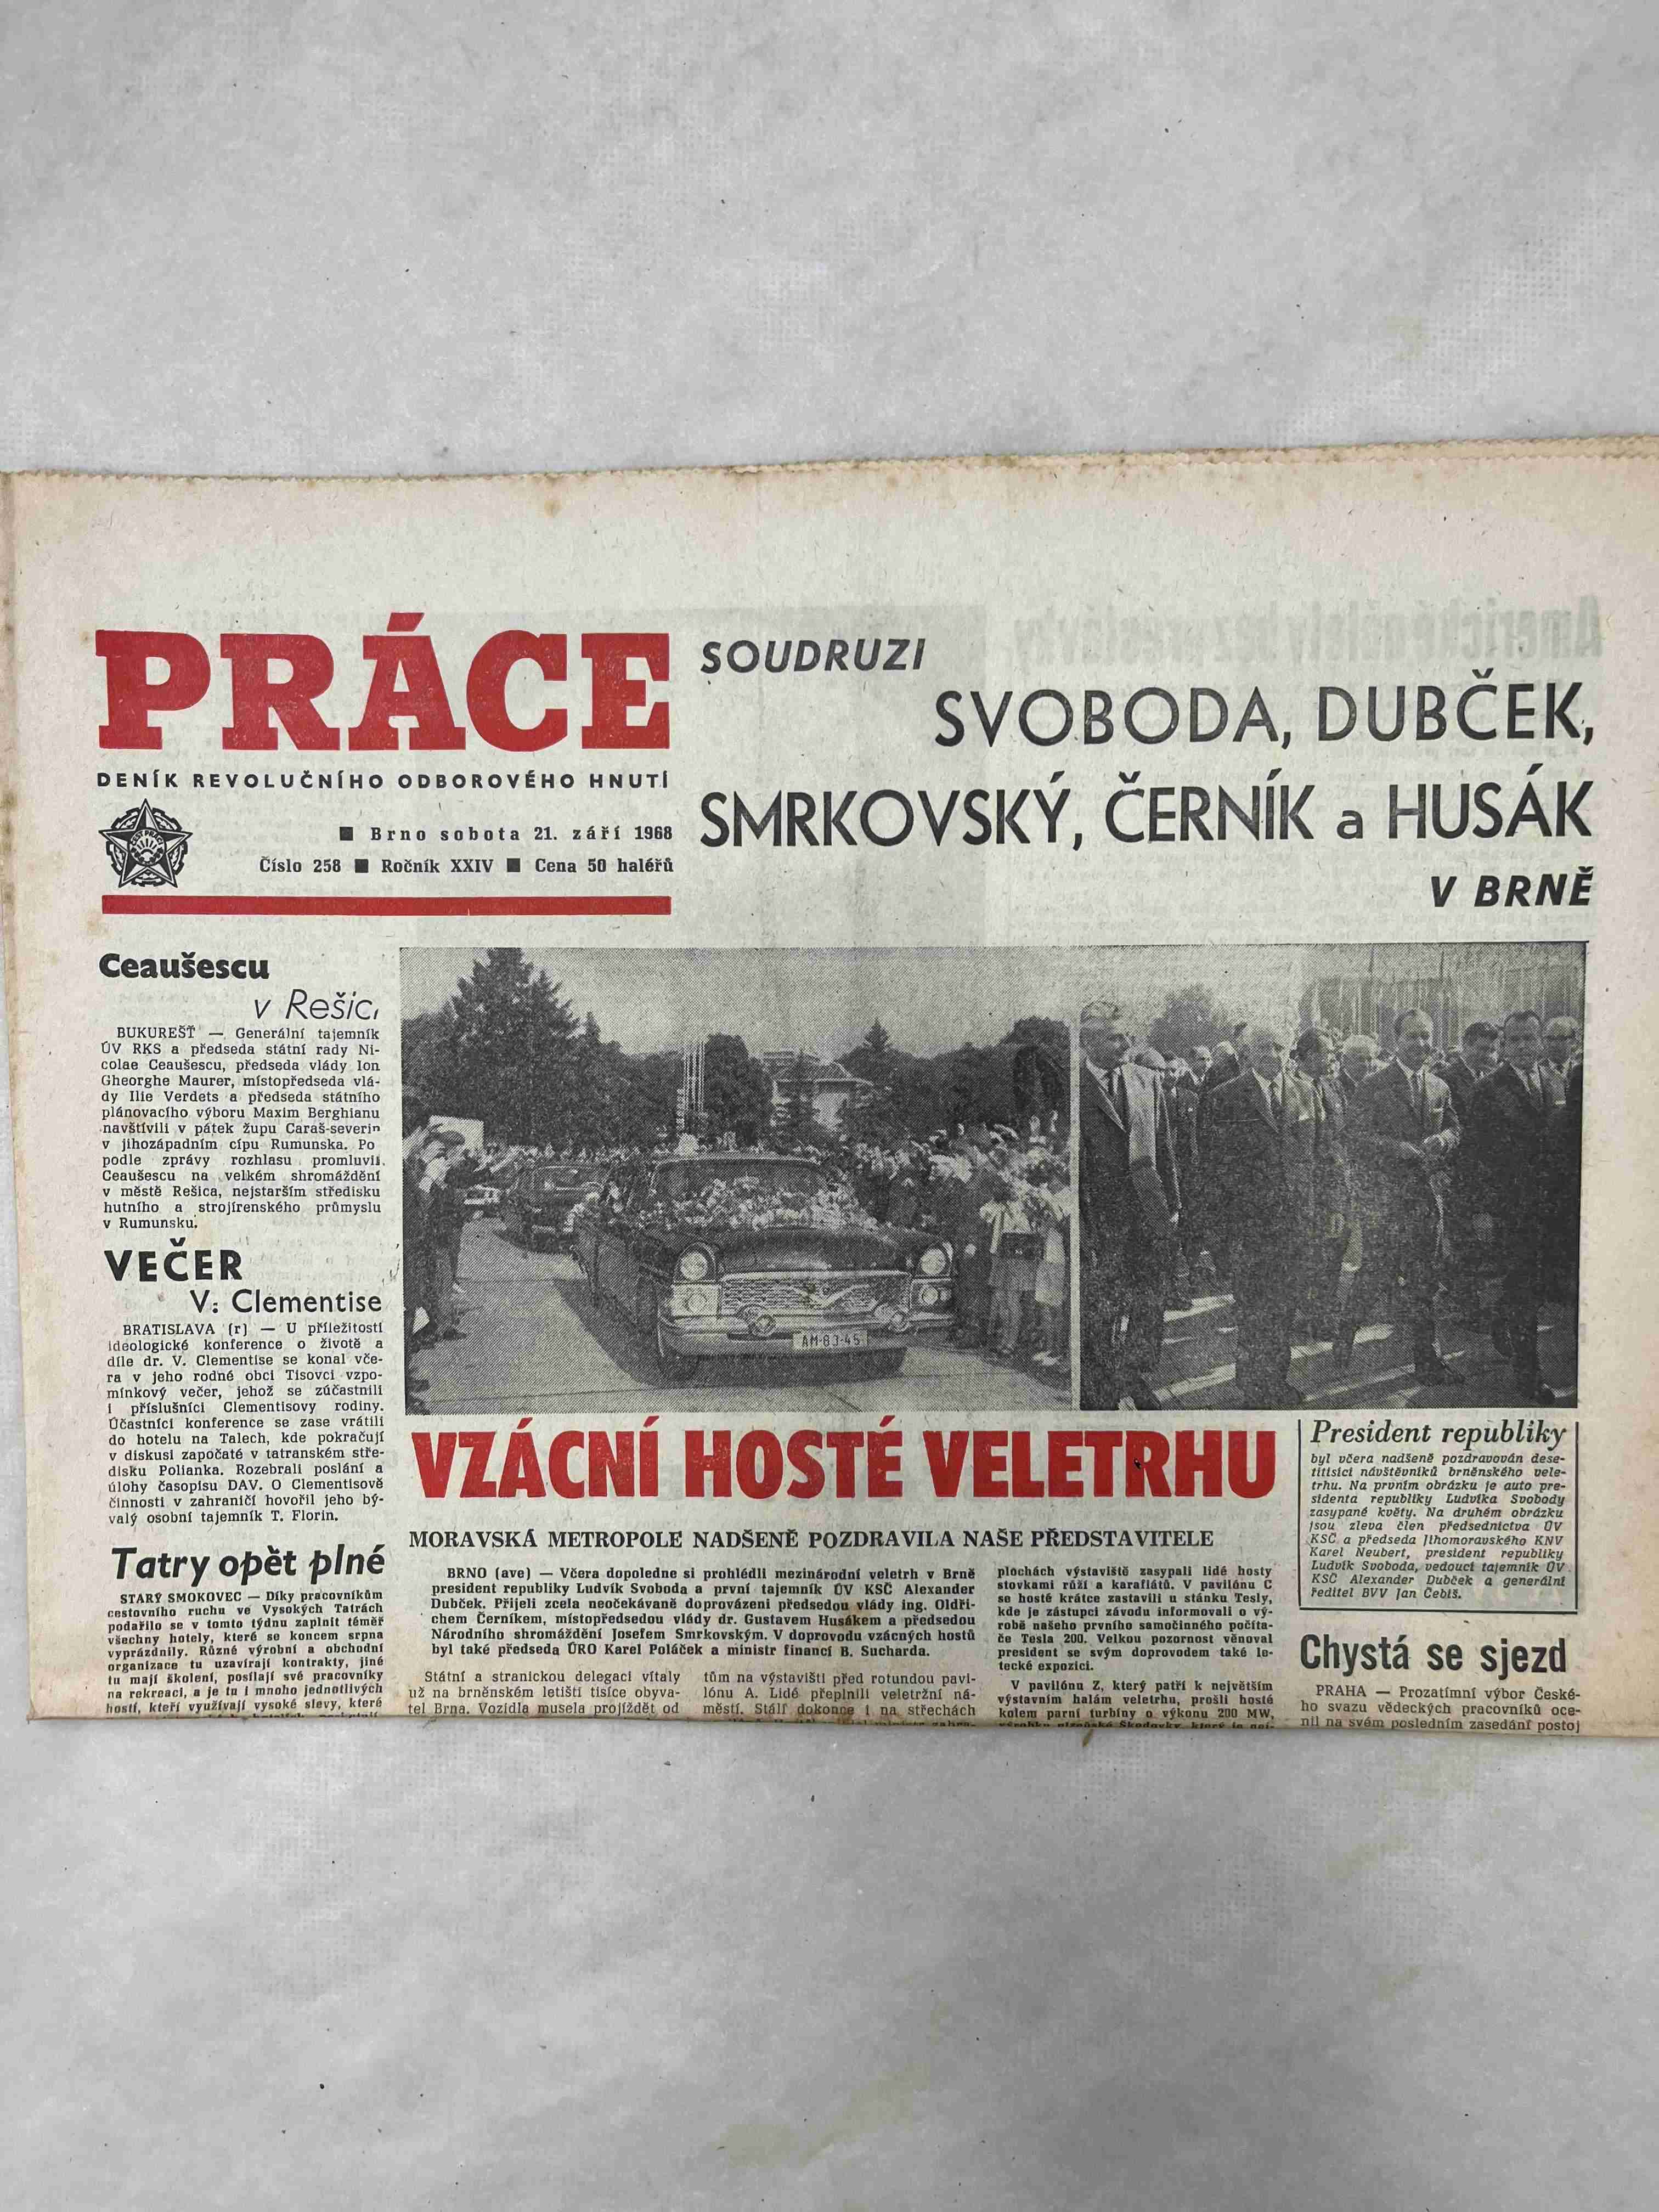 PRÁCE
DENÍK REVOLUČNÍHO ODBOROVÉHO HNUTÍ
■ Brno sobota 21. září 1968
Číslo 258 ■ Ročník XXIV ■ Cena 50 haléřů
SOUDRUZI
SVOBODA, DUBČEK,
SMRKOVSKÝ, ČERNÍK a HUSÁK
V BRNĚ
Ceaušescu
v Rešic
BUKUREŠŤ — Generální tajemník
ÚV RKS a předseda státní rady Ni-
colae Ceaušescu, předseda vlády Ion
Gheorghe Maurer, místopředseda vlá-
dy Ilie Verdets a předseda státního
plánovacího výboru Maxim Berghianu
navštívili v pátek župu Caraš-severin
v jihozápadním cípu Rumunska. Po
podle zprávy rozhlasu promluvil
Ceaušescu na velkém shromáždění
v městě Rešica, nejstarším středisku
hutního a strojírenského průmyslu
v Rumunsku.
VEČER
V. Clementise
BRATISLAVA (r) — U příležitosti
ideologické konference o životě a
díle dr. V. Clementise se konal vče-
ra v jeho rodné obci Tisovci vzpo-
mínkový večer, jehož se zúčastnili
i příslušníci Clementisovy rodiny.
Účastníci konference se zase vrátili
do hotelu na Talech, kde pokračují
v diskusi započaté v tatranském stře-
disku Polianka. Rozebrali poslání a
úlohy časopisu DAV. O Clementisově
činnosti v zahraničí hovořil jeho bý-
valý osobní tajemník T. Florin.
Tatry opět plné
STARÝ SMOKOVEC — Díky pracovníkům
cestovního ruchu ve Vysokých Tatrách
podařilo se v tomto týdnu zaplnit téměř
všechny hotely, které se koncem srpna
vyprázdnily. Různé výrobní a obchodní
organizace tu uzavírají kontrakty, jiné
tu mají školení, posílají své pracovníky
na rekreaci, a je tu i mnoho jednotlivých
hostí, kteří využívají vysoké slevy, které
AM-63-45
VZÁCNÍ HOSTÉ VELETRHU
MORAVSKÁ METROPOLE NADŠENĚ POZDRAVILA NAŠE PŘEDSTAVITELE
BRNO (ave) — Včera dopoledne si prohlédli mezinárodní veletrh v Brně
president republiky Ludvík Svoboda a první tajemník ÚV KSČ Alexander
Dubček. Přijeli zcela neočekávaně doprovázeni předsedou vlády ing. Oldři-
chem Černíkem, místopředsedou vlády dr. Gustavem Husákem a předsedou
Národního shromáždění Josefem Smrkovským. V doprovodu vzácných hostů
byl také předseda ÚRO Karel Poláček a ministr financí B. Sucharda.
Státní a stranickou delegaci vítaly
už na brněnském letišti tisíce obyva-
tel Brna. Vozidla musela projíždět od
tům na výstavišti před rotundou pavi-
lónu A. Lidé přeplnili veletržní ná-
městí. Stáli dokonce i na střechách
plochách výstaviště zasypali lidé hosty
stovkami růží a karafiátů. V pavilónu C
se hosté krátce zastavili u stánku Tesly,
kde je zástupci závodu informovali o vý-
robě našeho prvního samočinného počíta-
če Tesla 200. Velkou pozornost věnoval
president se svým doprovodem také le-
tecké expozici.
V pavilónu Z, který patří k největším
výstavním halám veletrhu, prošli hosté
kolem parní turbíny o výkonu 200 MW,
President republiky
byl včera nadšeně pozdravován dese-
titisíci návštěvníků brněnského vele-
trhu. Na prvním obrázku je auto pre-
sidenta republiky Ludvíka Svobody
zasypané květy. Na druhém obrázku
jsou zleva člen předsednictva ÚV
KSČ a předseda Jihomoravského KNV
Karel Neubert, president republiky
Ludvík Svoboda, vedoucí tajemník ÚV
KSČ Alexander Dubček a generální
ředitel BVV Jan Čebiš.
Chystá se sjezd
PRAHA — Prozatímní výbor České-
ho svazu vědeckých pracovníků oce-
nil na svém posledním zasedání postoj